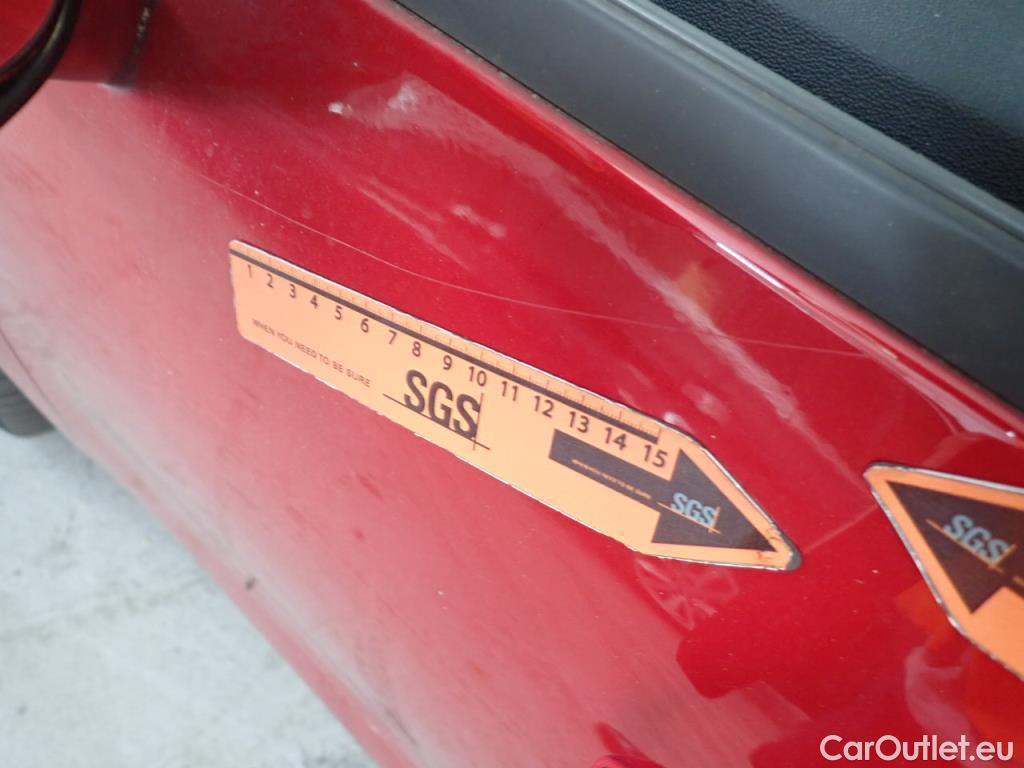 1 2 3 4 5 6 7 8 9 10 11 12 13 14 15
WHEN YOU NEED TO BE SURE
SGS
SGS
SGS
CarOutlet.eu